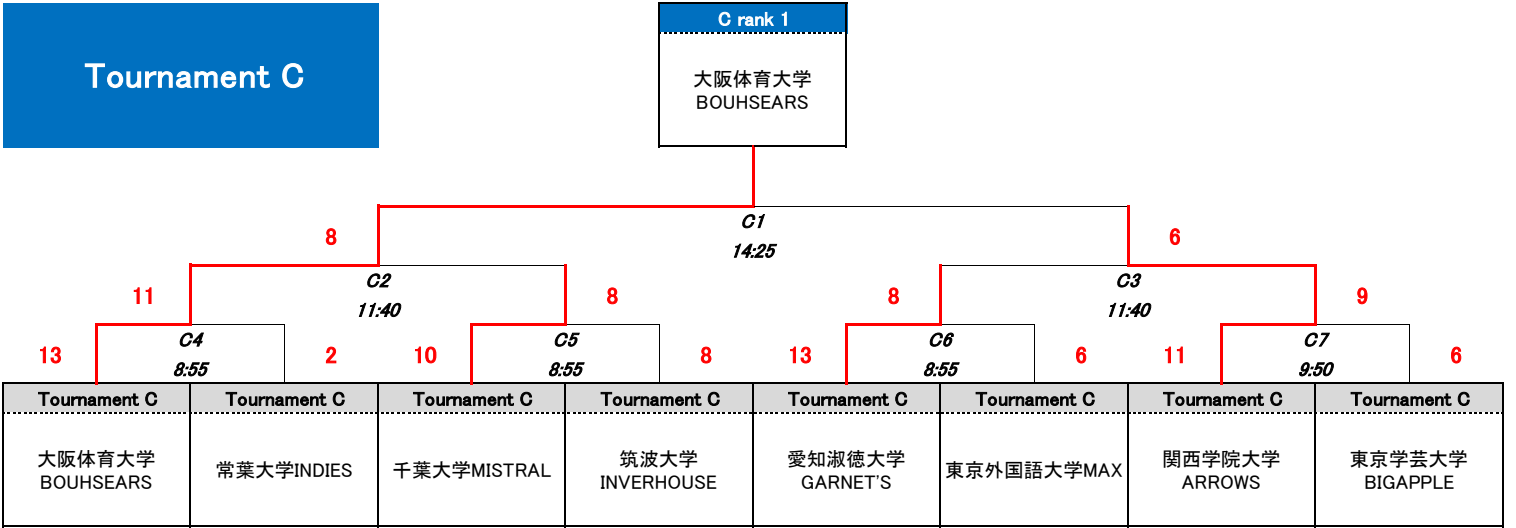 Tournament C
C rank 1
大阪体育大学
BOUHSEARS
C1
14:25
8
6
C2
11:40
C3
11:40
11
8
8
9
C4
8:55
C5
8:55
C6
8:55
C7
9:50
13
2
10
8
13
6
11
6
Tournament C
Tournament C
Tournament C
Tournament C
Tournament C
Tournament C
Tournament C
Tournament C
大阪体育大学
BOUHSEARS
常葉大学INDIES
千葉大学MISTRAL
筑波大学
INVERHOUSE
愛知淑徳大学
GARNET'S
東京外国語大学MAX
関西学院大学
ARROWS
東京学芸大学
BIGAPPLE